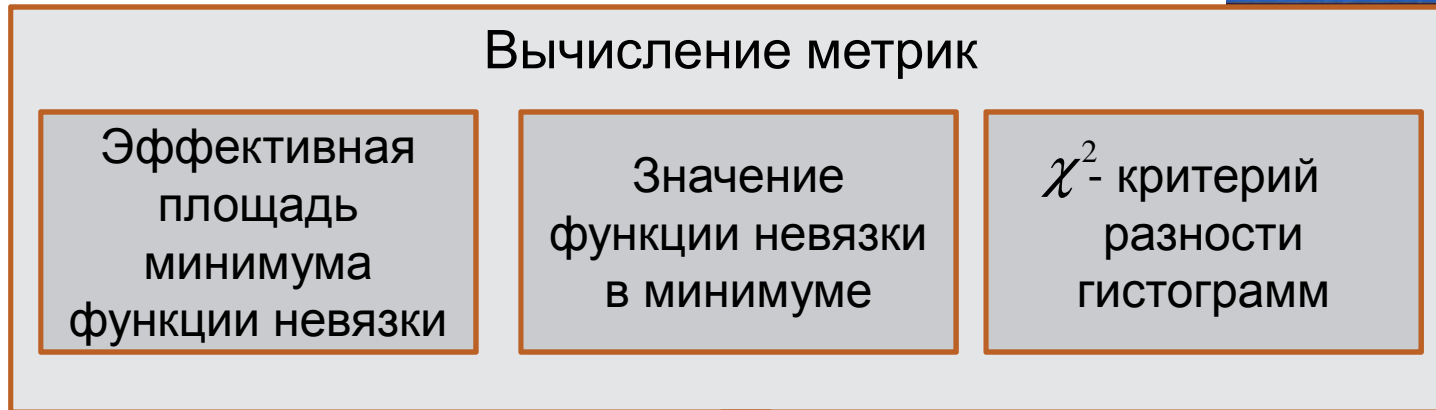 Вычисление метрик
Эффективная
площадь
минимума
функции невязки
Значение
функции невязки
в минимуме
χ²- критерий
разности
гистограмм